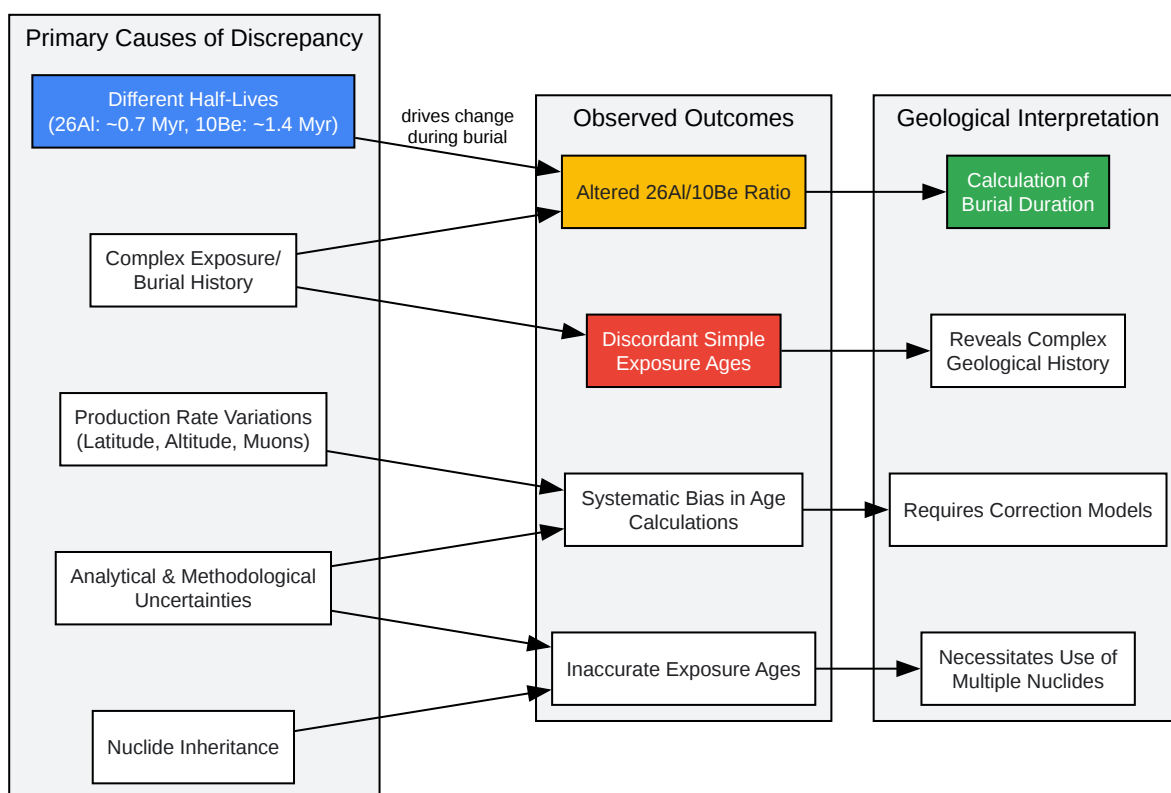 Primary Causes of Discrepancy
Different Half-Lives
(26Al: ~0.7 Myr, 10Be: ~1.4 Myr)
Complex Exposure/
Burial History
Production Rate Variations
(Latitude, Altitude, Muons)
Analytical & Methodological
Uncertainties
Nuclide Inheritance
drives change
during burial
Observed Outcomes
Altered 26Al/10Be Ratio
Discordant Simple
Exposure Ages
Systematic Bias in Age
Calculations
Inaccurate Exposure Ages
Geological Interpretation
Calculation of
Burial Duration
Reveals Complex
Geological History
Requires Correction Models
Necessitates Use of
Multiple Nuclides